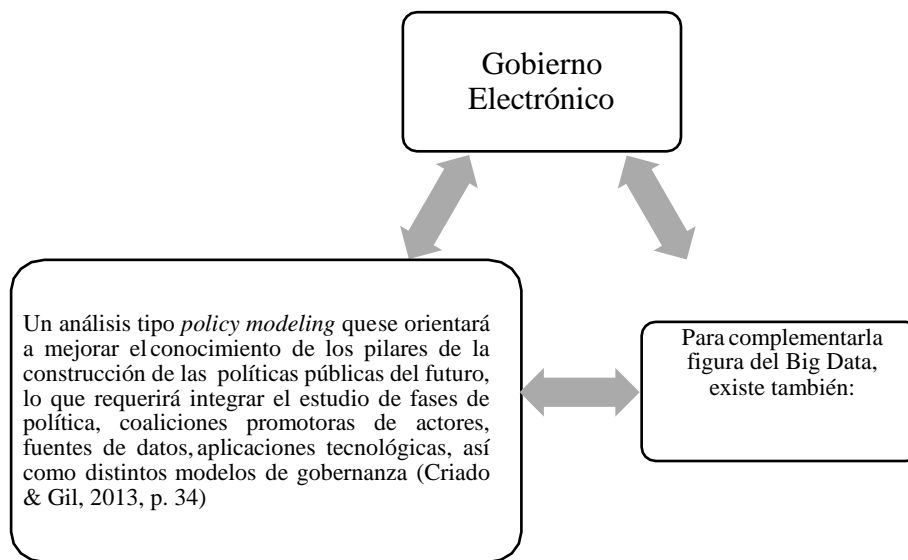 Gobierno
Electrónico
Un análisis tipo policy modeling quese orientará
a mejorar el conocimiento de los pilares de la
construcción de las políticas públicas del futuro,
lo que requerirá integrar el estudio de fases de
política, coaliciones promotoras de actores,
fuentes de datos, aplicaciones tecnológicas, así
como distintos modelos de gobernanza (Criado
& Gil, 2013, p. 34)
Para complementarla
figura del Big Data,
existe también: